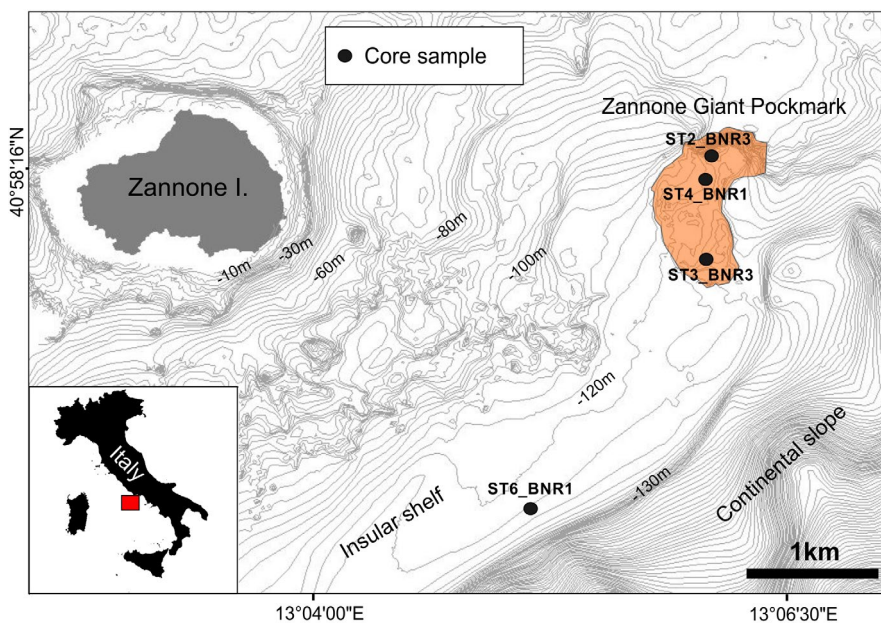 Core sample
Zannone Giant Pockmark
ST2_BNR3
40°58'16"N
Zannone I.
ST4_BNR1
-80m
-30m
-10m
-60m
-100m
ST3_BNR3
-120m
Italy
Continental slope
ST6_BNR1
-130m
Insular shelf
1km
13°04'00"E
13°06'30"E